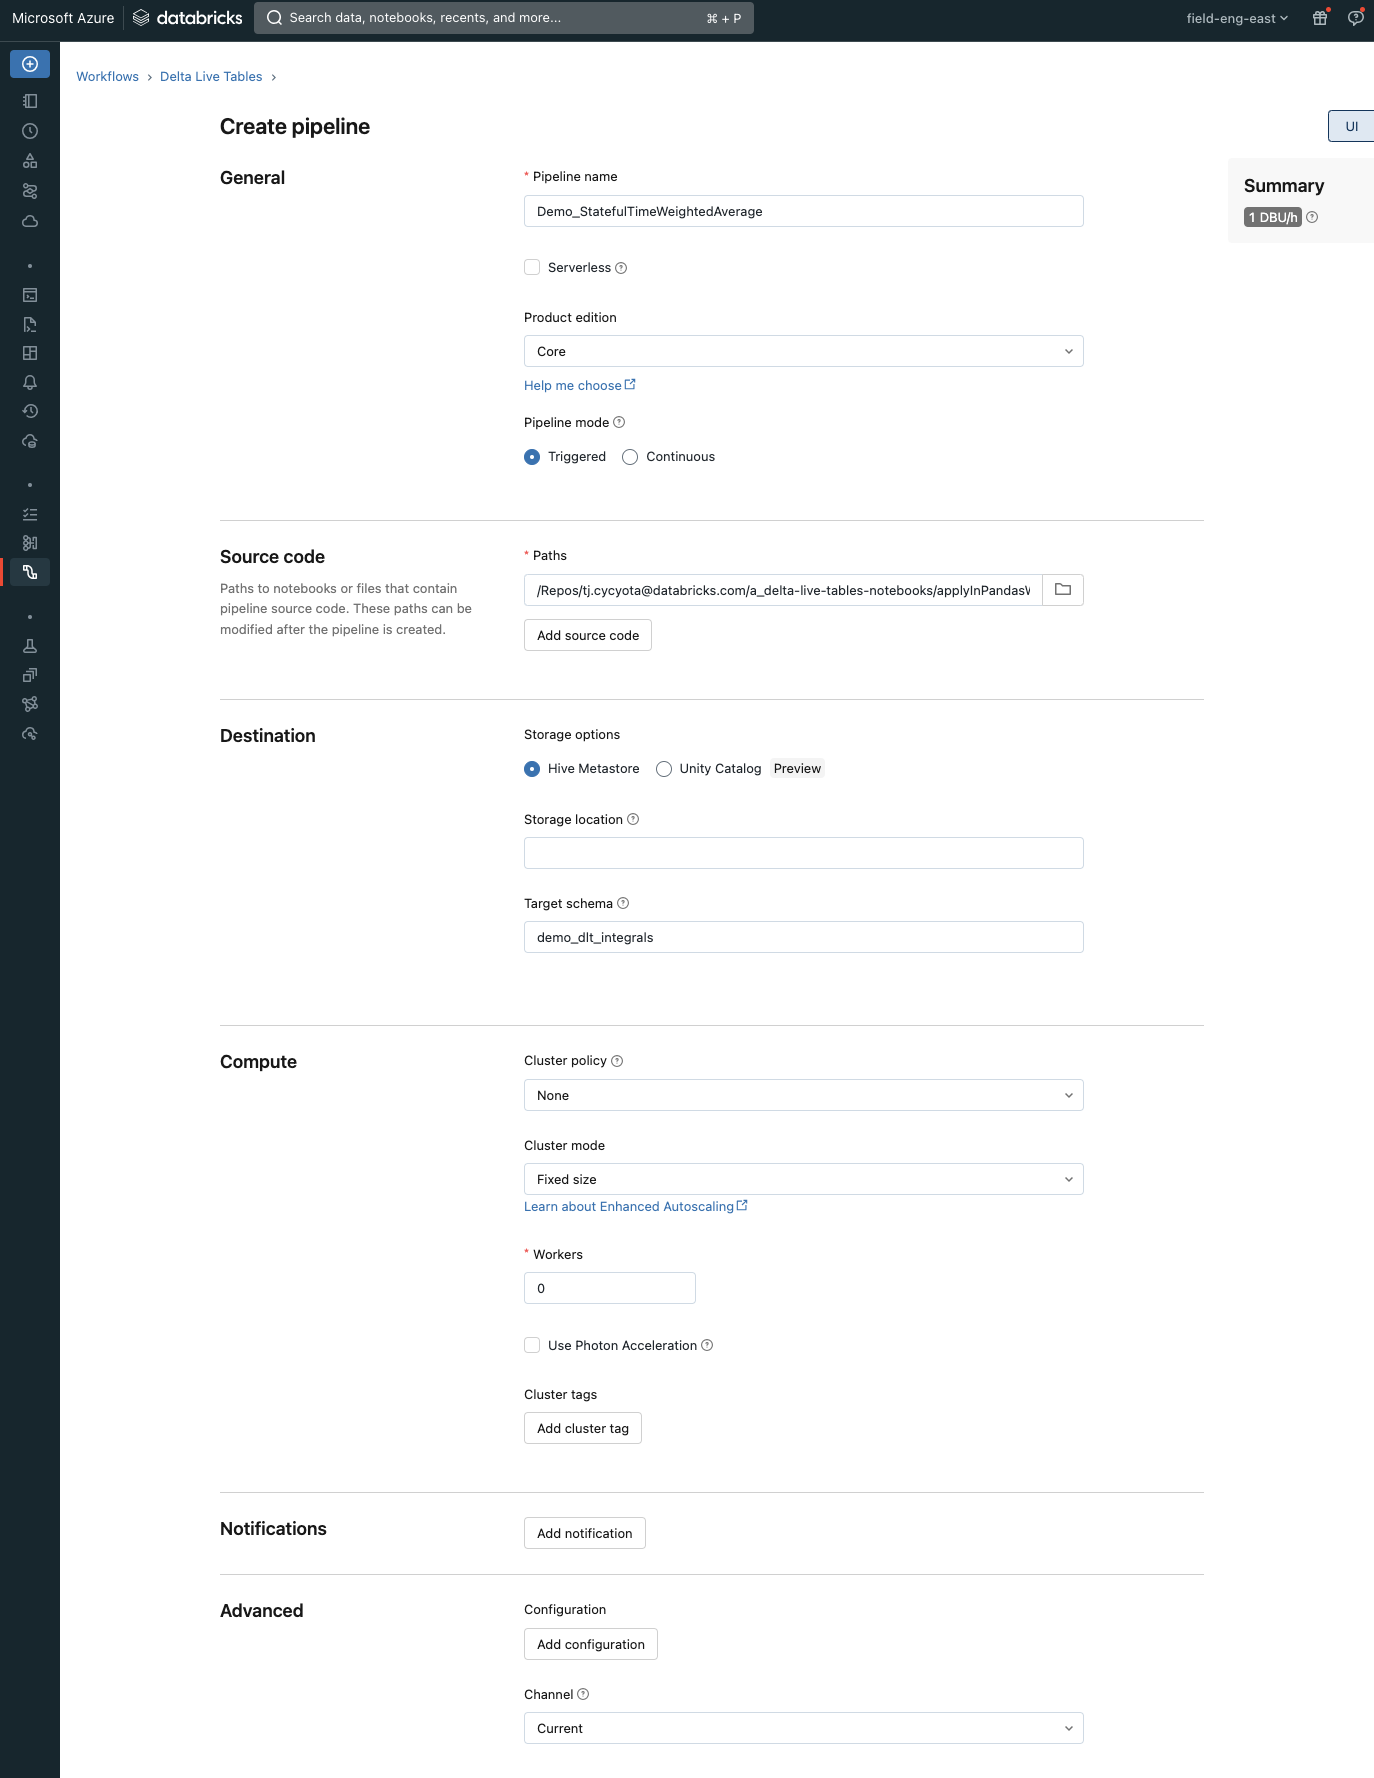 Microsoft Azure databricks Search data, notebooks, recents, and more... ⌘ + P field-eng-east
Workflows › Delta Live Tables ›
Create pipeline
UI
General
* Pipeline name
Demo_StatefulTimeWeightedAverage
Summary
1 DBU/h
Serverless
Product edition
Core
Help me choose
Pipeline mode
Triggered Continuous
Source code
Paths to notebooks or files that contain
pipeline source code. These paths can be
modified after the pipeline is created.
* Paths
/Repos/tj.cycyota@databricks.com/a_delta-live-tables-notebooks/applyInPandasW
Add source code
Destination
Storage options
Hive Metastore Unity Catalog Preview
Storage location
Target schema
demo_dlt_integrals
Compute
Cluster policy
None
Cluster mode
Fixed size
Learn about Enhanced Autoscaling
* Workers
0
Use Photon Acceleration
Cluster tags
Add cluster tag
Notifications
Add notification
Advanced
Configuration
Add configuration
Channel
Current